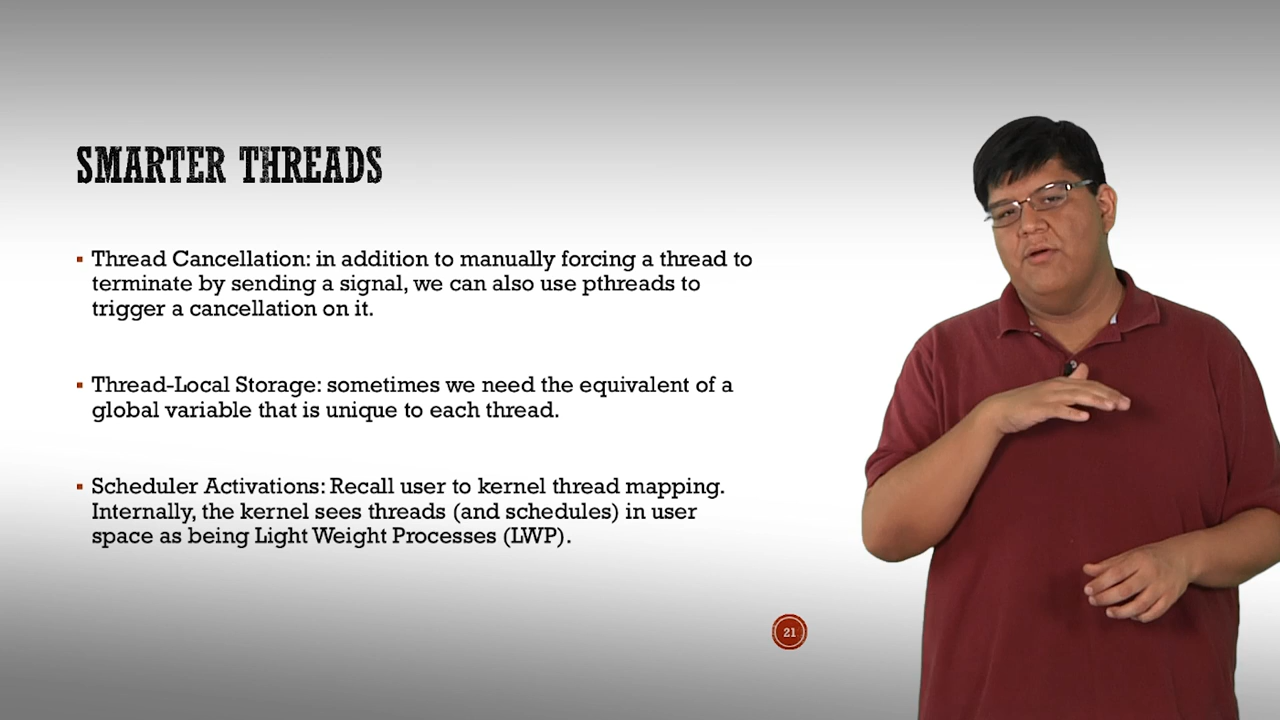 SMARTER THREADS
▪ Thread Cancellation: in addition to manually forcing a thread to
terminate by sending a signal, we can also use pthreads to
trigger a cancellation on it.
▪ Thread-Local Storage: sometimes we need the equivalent of a
global variable that is unique to each thread.
▪ Scheduler Activations: Recall user to kernel thread mapping.
Internally, the kernel sees threads (and schedules) in user
space as being Light Weight Processes (LWP).
21